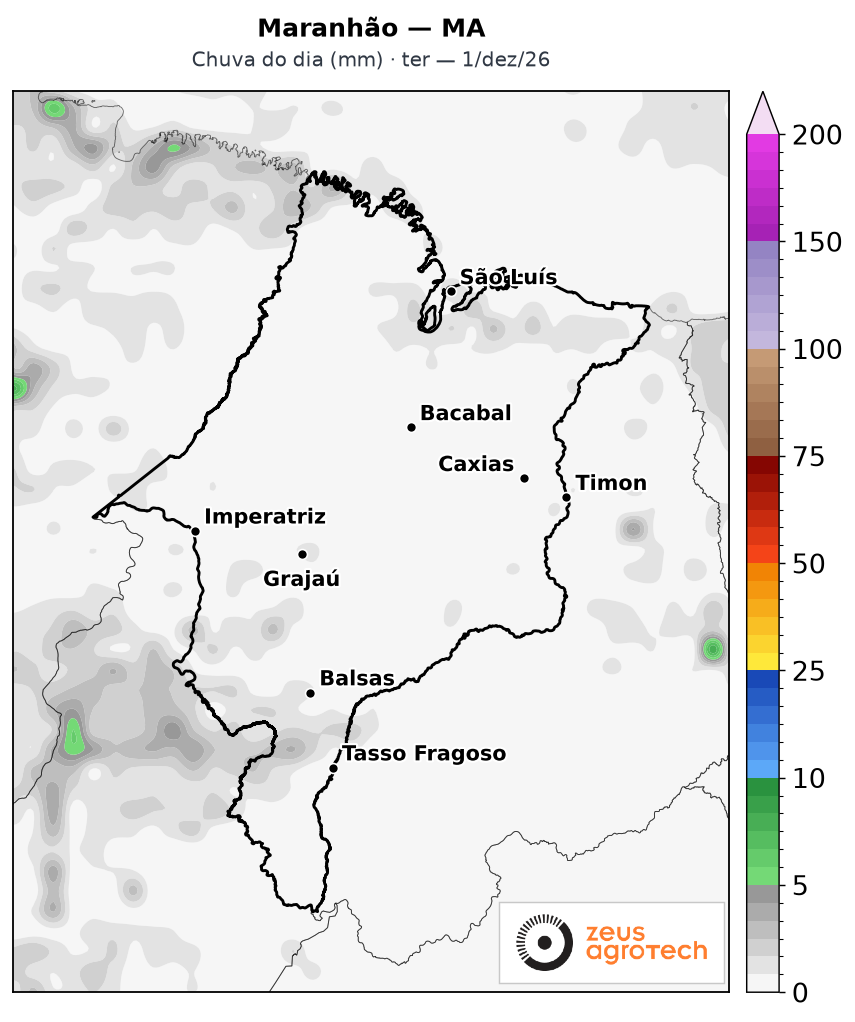 Maranhão — MA
Chuva do dia (mm) · ter — 1/dez/26
200
150
100
75
50
25
10
5
0
São Luís
Bacabal
Caxias
Timon
Imperatriz
Grajaú
Balsas
Tasso Fragoso
zeus
agrotech